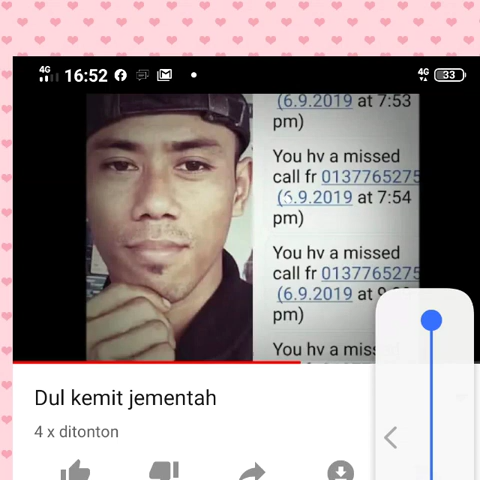 4G 16:52 4G 33
(6.9.2019 at 7:53
pm)
You hv a missed
call fr 0137765275
(6.9.2019 at 7:54
pm)
You hv a missed
call fr 0137765275
(6.9.2019 at
pm)
You hv a miss
Dul kemit jementah
4 x ditonton